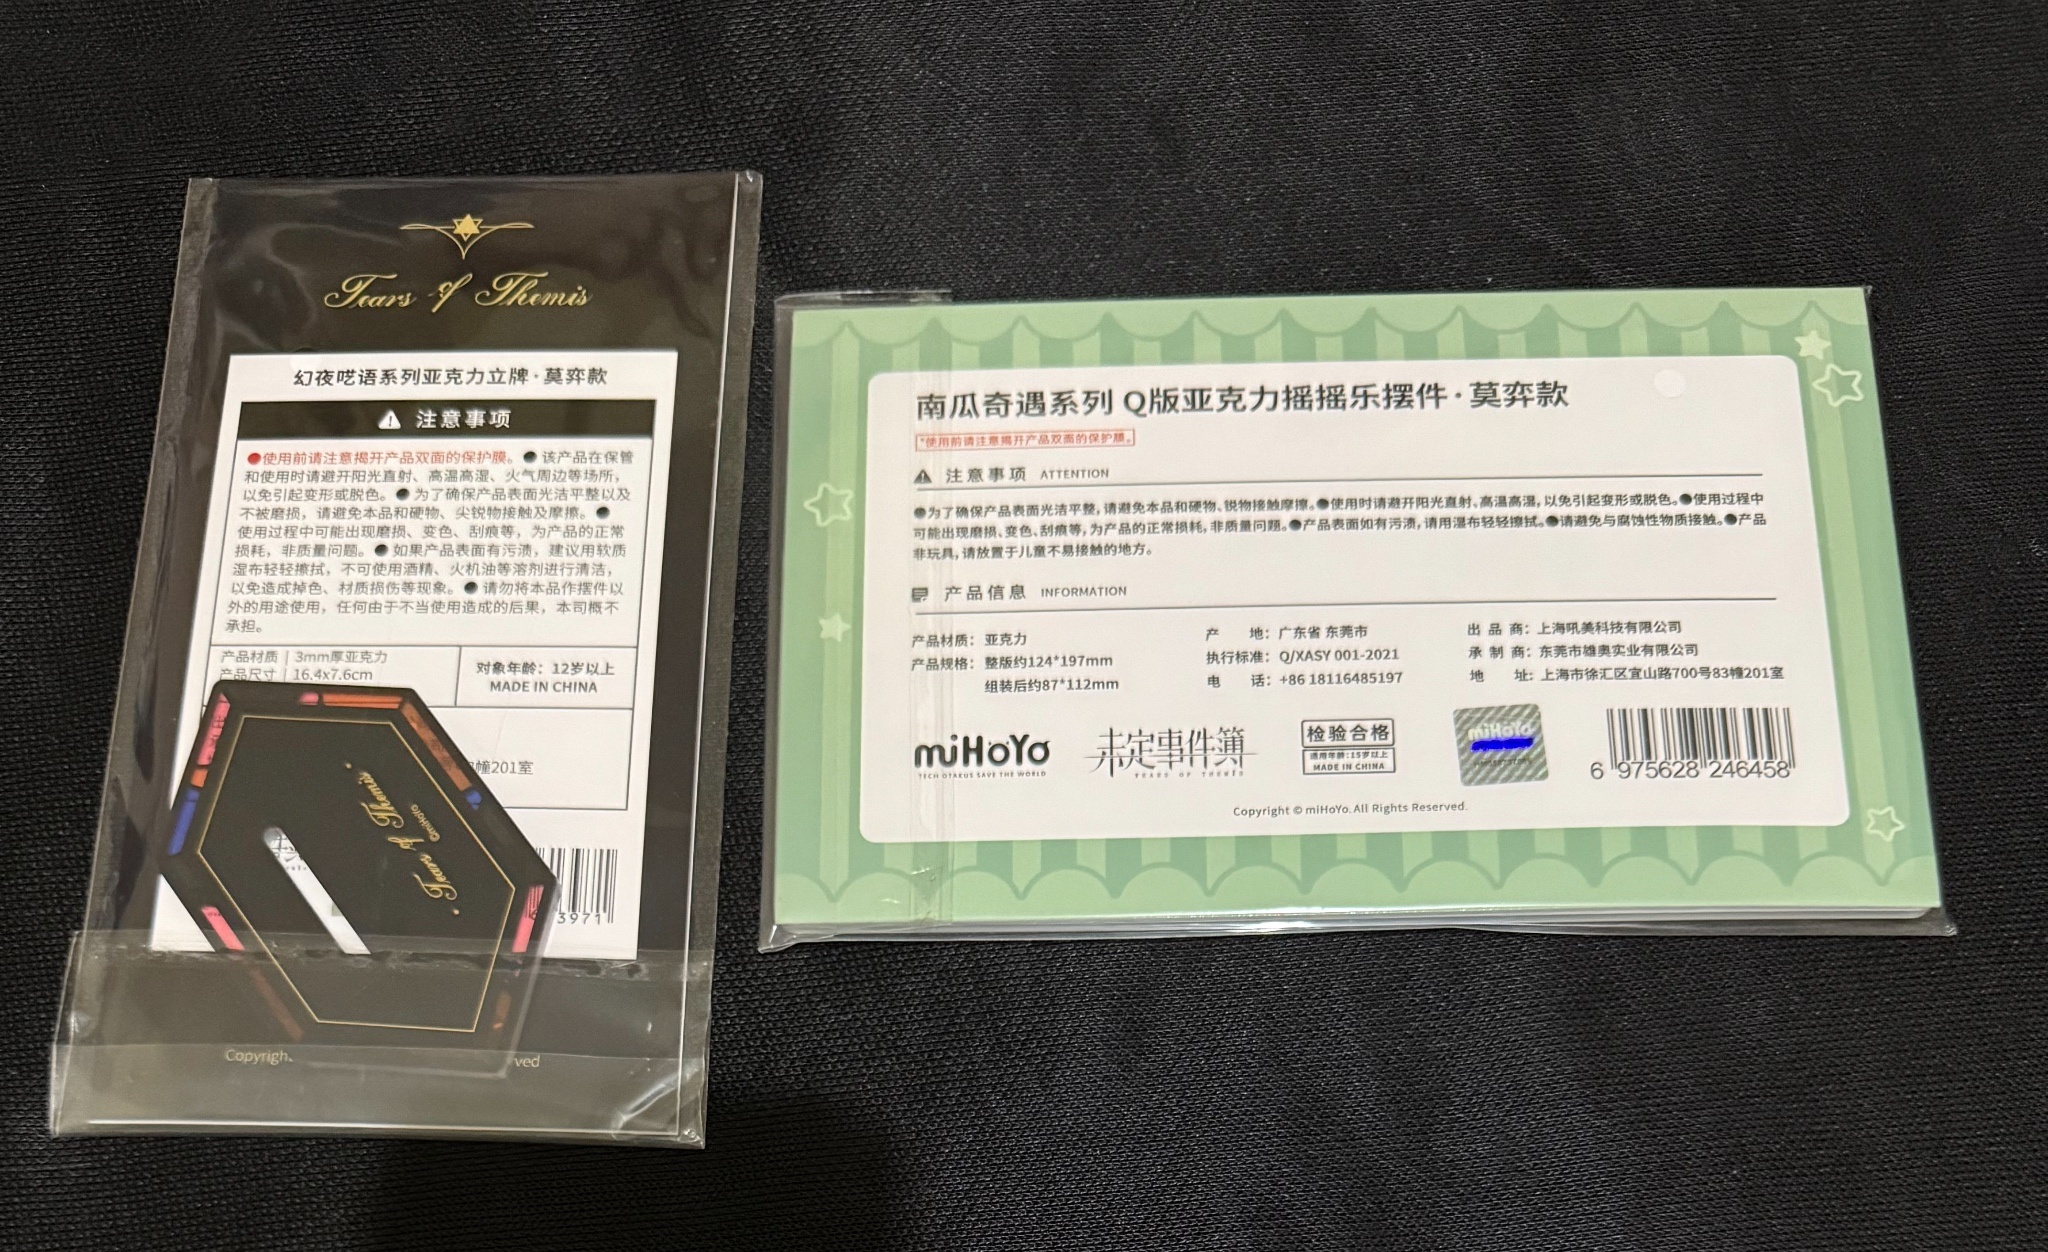 Tears of Themis
幻夜呓语系列亚克力立牌·莫弈款
注意事项
●使用前请注意揭开产品双面的保护膜。● 该产品在保管
和使用时请避开阳光直射、高温高湿、火气周边等场所，
以免引起变形或脱色。● 为了确保产品表面光洁平整以及
不被磨损，请避免本品和硬物、尖锐物接触及摩擦。●
使用过程中可能出现磨损、变色、刮痕等，为产品的正常
损耗，非质量问题。● 如果产品表面有污渍，建议用软质
湿布轻轻擦拭，不可使用酒精、火机油等溶剂进行清洁，
以免造成掉色、材质损伤等现象。● 请勿将本品作摆件以
外的用途使用，任何由于不当使用造成的后果，本司概不
承担。
产品材质 | 3mm厚亚克力
产品尺寸 | 16.4x7.6cm
对象年龄：12岁以上
MADE IN CHINA
幢201室
Tears of Themis
©miHoYo
3971
Copyrigh
ved
南瓜奇遇系列 Q版亚克力摇摇乐摆件·莫弈款
*使用前请注意揭开产品双面的保护膜。
注意事项 ATTENTION
●为了确保产品表面光洁平整，请避免本品和硬物、锐物接触摩擦。●使用时请避开阳光直射、高温高湿，以免引起变形或脱色。●使用过程中
可能出现磨损、变色、刮痕等，为产品的正常损耗，非质量问题。●产品表面如有污渍，请用湿布轻轻擦拭。●请避免与腐蚀性物质接触。●产品
非玩具，请放置于儿童不易接触的地方。
产品信息 INFORMATION
产品材质：亚克力
产品规格：整版约124*197mm
组装后约87*112mm
产 地：广东省 东莞市
执行标准：Q/XASY 001-2021
电 话：+86 18116485197
出 品 商：上海吼美科技有限公司
承 制 商：东莞市雄奥实业有限公司
地 址：上海市徐汇区宜山路700号83幢201室
miHoYo
TECH OTAKUS SAVE THE WORLD
未定事件簿
TEARS OF THEMIS
检验合格
适用年龄：15岁以上
MADE IN CHINA
miHoYo
6 975628 246458
Copyright © miHoYo. All Rights Reserved.